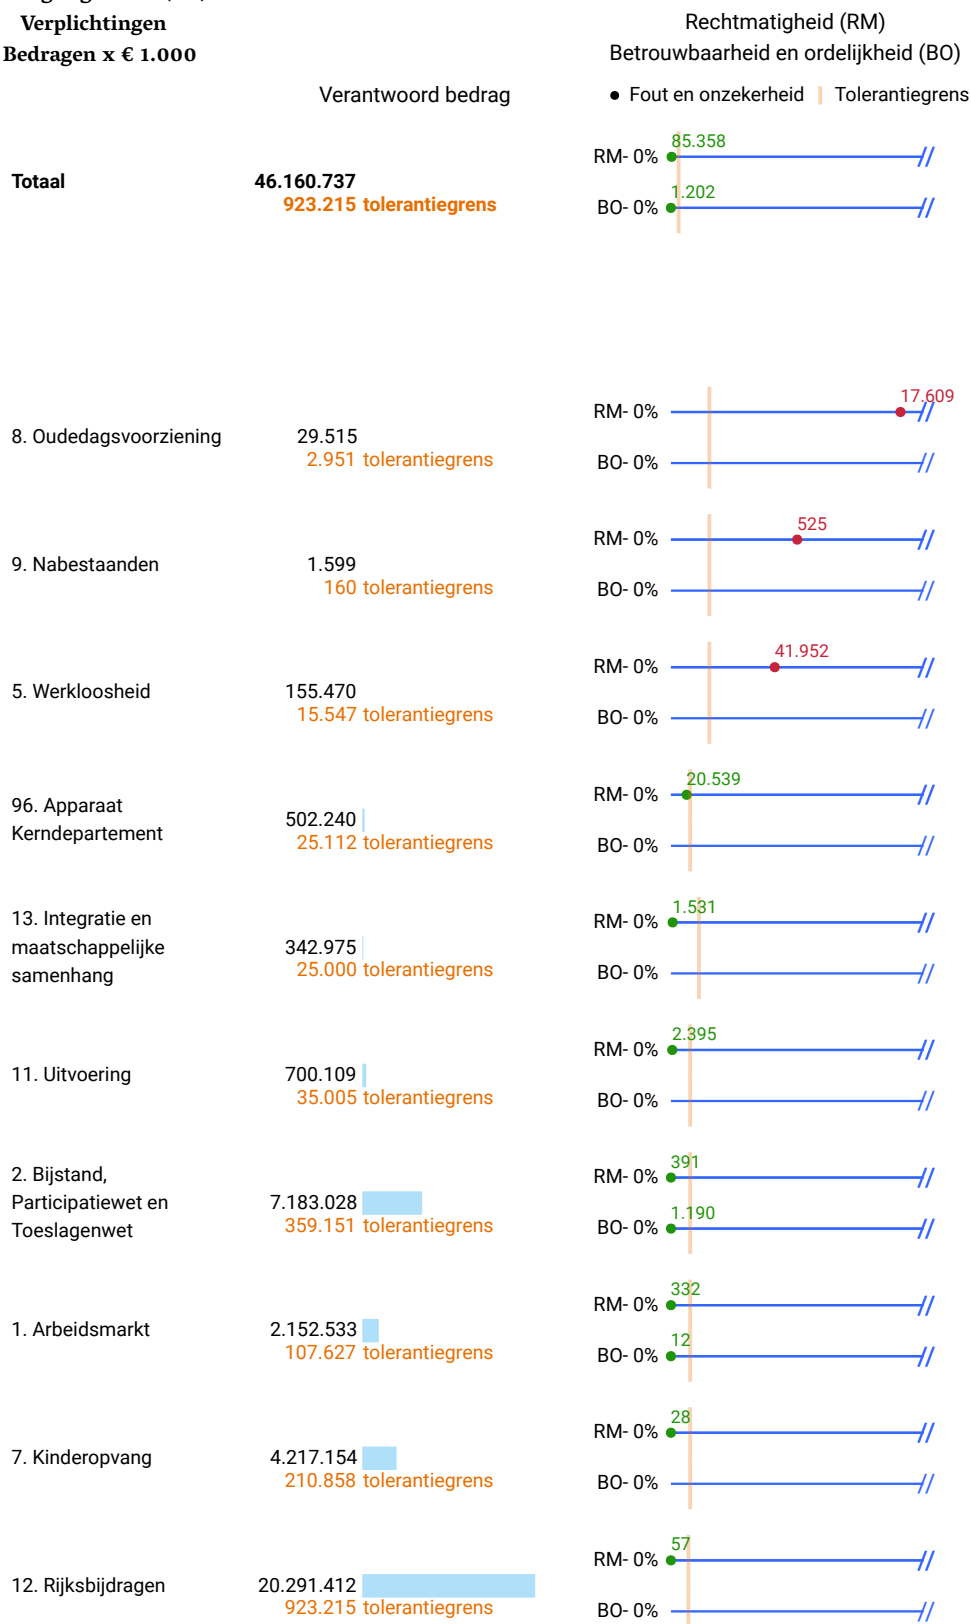 Verplichtingen
Bedragen x € 1.000
Rechtmatigheid (RM)
Betrouwbaarheid en ordelijkheid (BO)
Verantwoord bedrag
Fout en onzekerheid
Tolerantiegrens
Totaal
46.160.737
923.215 tolerantiegrens
RM- 0%
85.358
BO- 0%
1.202
8. Oudedagsvoorziening
29.515
2.951 tolerantiegrens
RM- 0%
17.609
BO- 0%
9. Nabestaanden
1.599
160 tolerantiegrens
RM- 0%
525
BO- 0%
5. Werkloosheid
155.470
15.547 tolerantiegrens
RM- 0%
41.952
BO- 0%
96. Apparaat
Kerndepartement
502.240
25.112 tolerantiegrens
RM- 0%
20.539
BO- 0%
13. Integratie en
maatschappelijke
samenhang
342.975
25.000 tolerantiegrens
RM- 0%
1.531
BO- 0%
11. Uitvoering
700.109
35.005 tolerantiegrens
RM- 0%
2.395
BO- 0%
2. Bijstand,
Participatiewet en
Toeslagenwet
7.183.028
359.151 tolerantiegrens
RM- 0%
391
BO- 0%
1.190
1. Arbeidsmarkt
2.152.533
107.627 tolerantiegrens
RM- 0%
332
BO- 0%
12
7. Kinderopvang
4.217.154
210.858 tolerantiegrens
RM- 0%
28
BO- 0%
12. Rijksbijdragen
20.291.412
923.215 tolerantiegrens
RM- 0%
57
BO- 0%